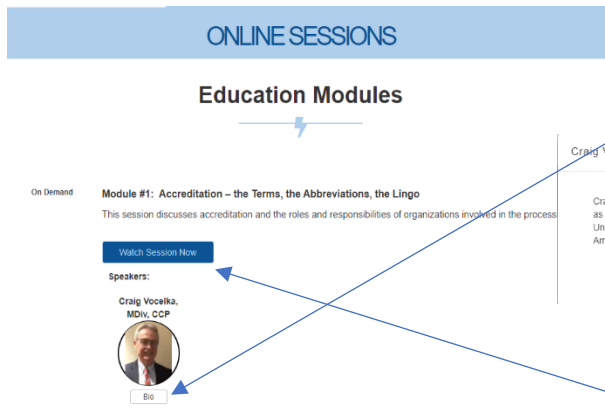 ONLINE SESSIONS
Education Modules
On Demand
Module #1: Accreditation – the Terms, the Abbreviations, the Lingo
This session discusses accreditation and the roles and responsibilities of organizations involved in the process
Watch Session Now
Speakers:
Craig Vocelka,
MDiv, CCP
Bio
Craig
as